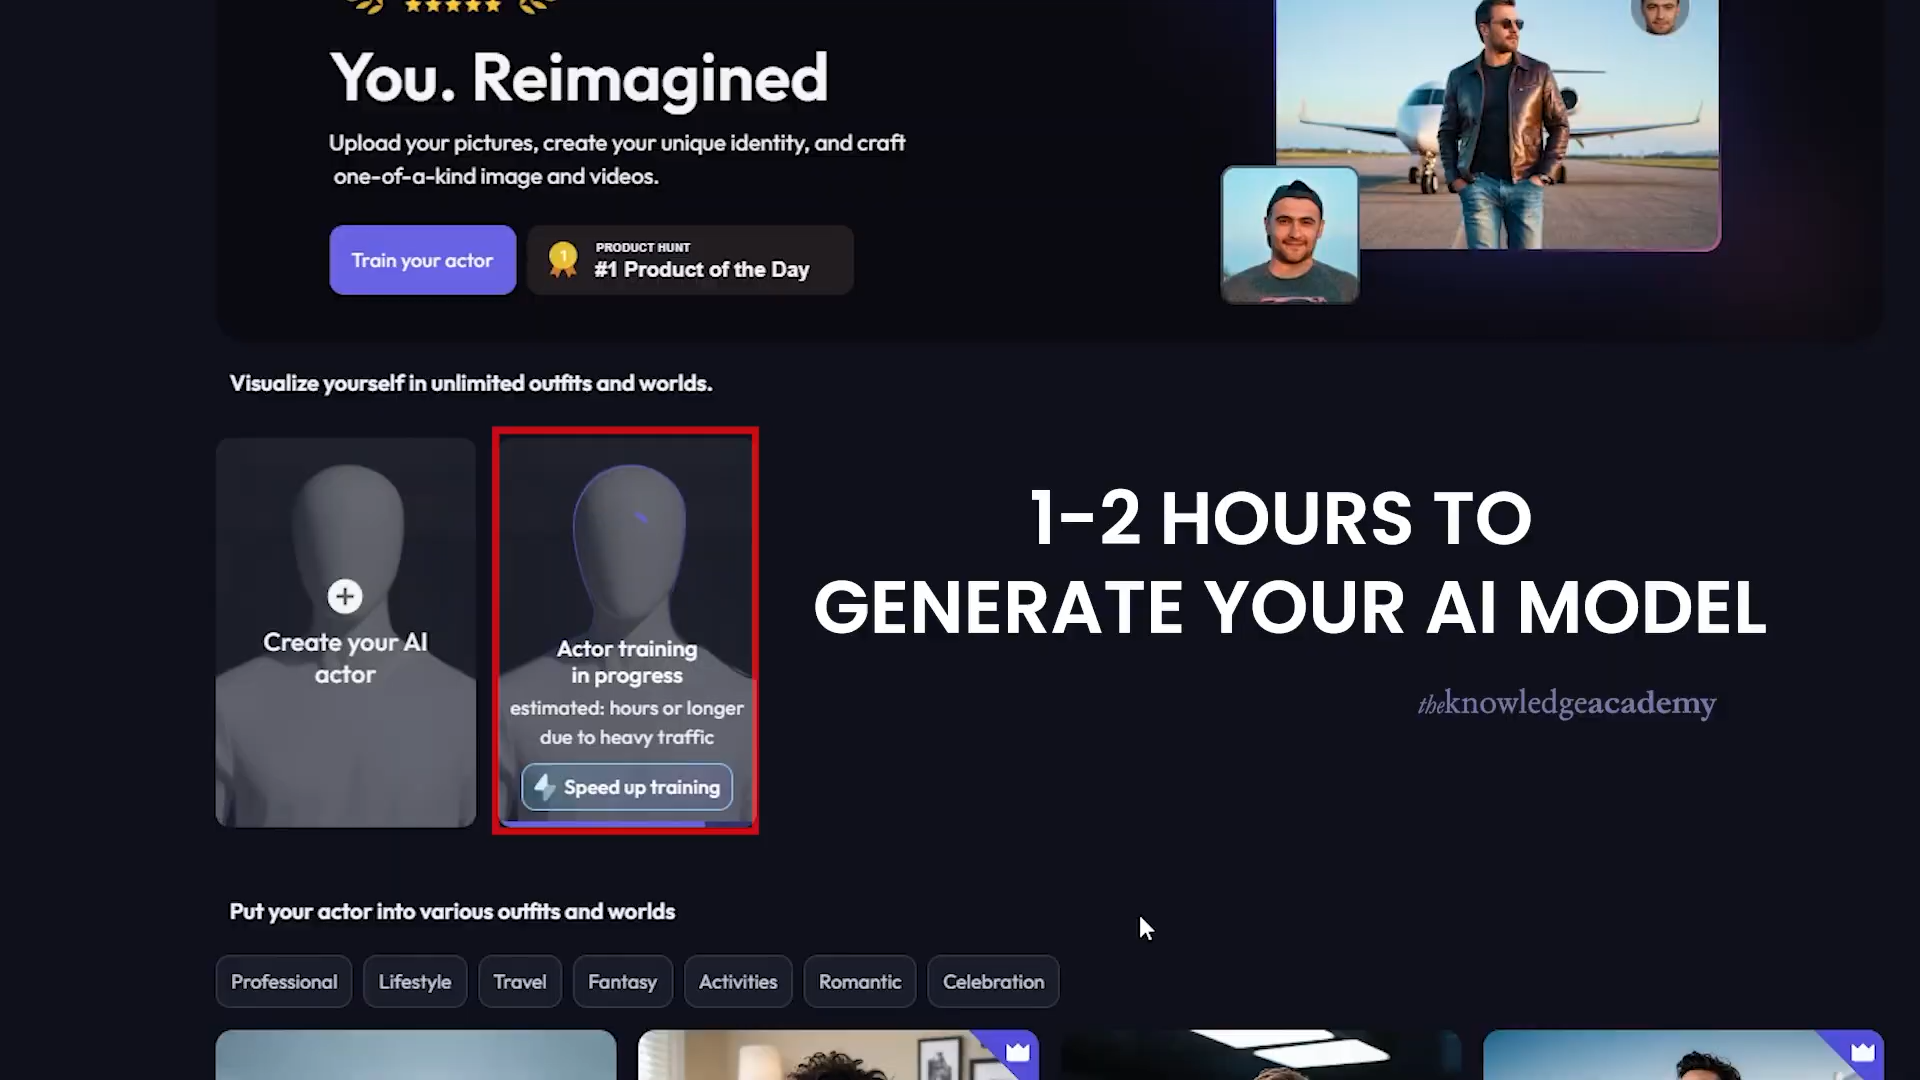 You. Reimagined
Upload your pictures, create your unique identity, and craft
one-of-a-kind image and videos.
Train your actor
1
PRODUCT HUNT
#1 Product of the Day
Visualize yourself in unlimited outfits and worlds.
Create your AI
actor
Actor training
in progress
estimated: hours or longer
due to heavy traffic
Speed up training
1-2 HOURS TO
GENERATE YOUR AI MODEL
theknowledgeacademy
Put your actor into various outfits and worlds
Professional
Lifestyle
Travel
Fantasy
Activities
Romantic
Celebration